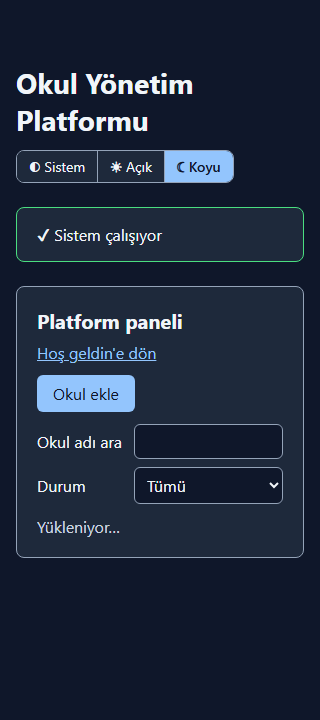 Okul Yönetim
Platformu
Sistem
Açık
Koyu
✓ Sistem çalışıyor
Platform paneli
Hoş geldin'e dön
Okul ekle
Okul adı ara
Durum
Tümü
Yükleniyor...